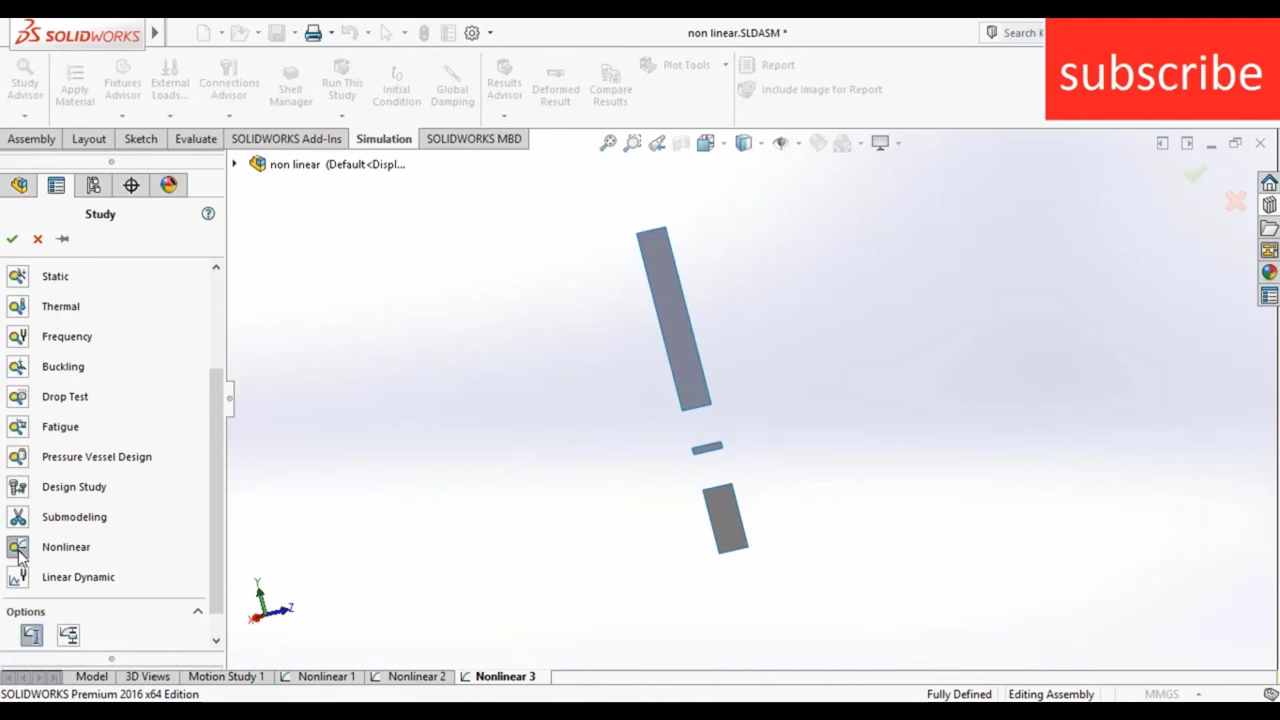 SOLIDWORKS
non linear.SLDASM *
Search K
subscribe
Study Advisor
Apply Material
Fixtures Advisor
External Loads...
Connections Advisor
Shell Manager
Run This Study
Initial Condition
Global Damping
Results Advisor
Deformed Result
Compare Results
Plot Tools
Report
Include Image for Report
Assembly
Layout
Sketch
Evaluate
SOLIDWORKS Add-Ins
Simulation
SOLIDWORKS MBD
non linear (Default<Displ...
Study
Static
Thermal
Frequency
Buckling
Drop Test
Fatigue
Pressure Vessel Design
Design Study
Submodeling
Nonlinear
Linear Dynamic
Options
Y
X
Z
Model
3D Views
Motion Study 1
Nonlinear 1
Nonlinear 2
Nonlinear 3
SOLIDWORKS Premium 2016 x64 Edition
Fully Defined
Editing Assembly
MMGS